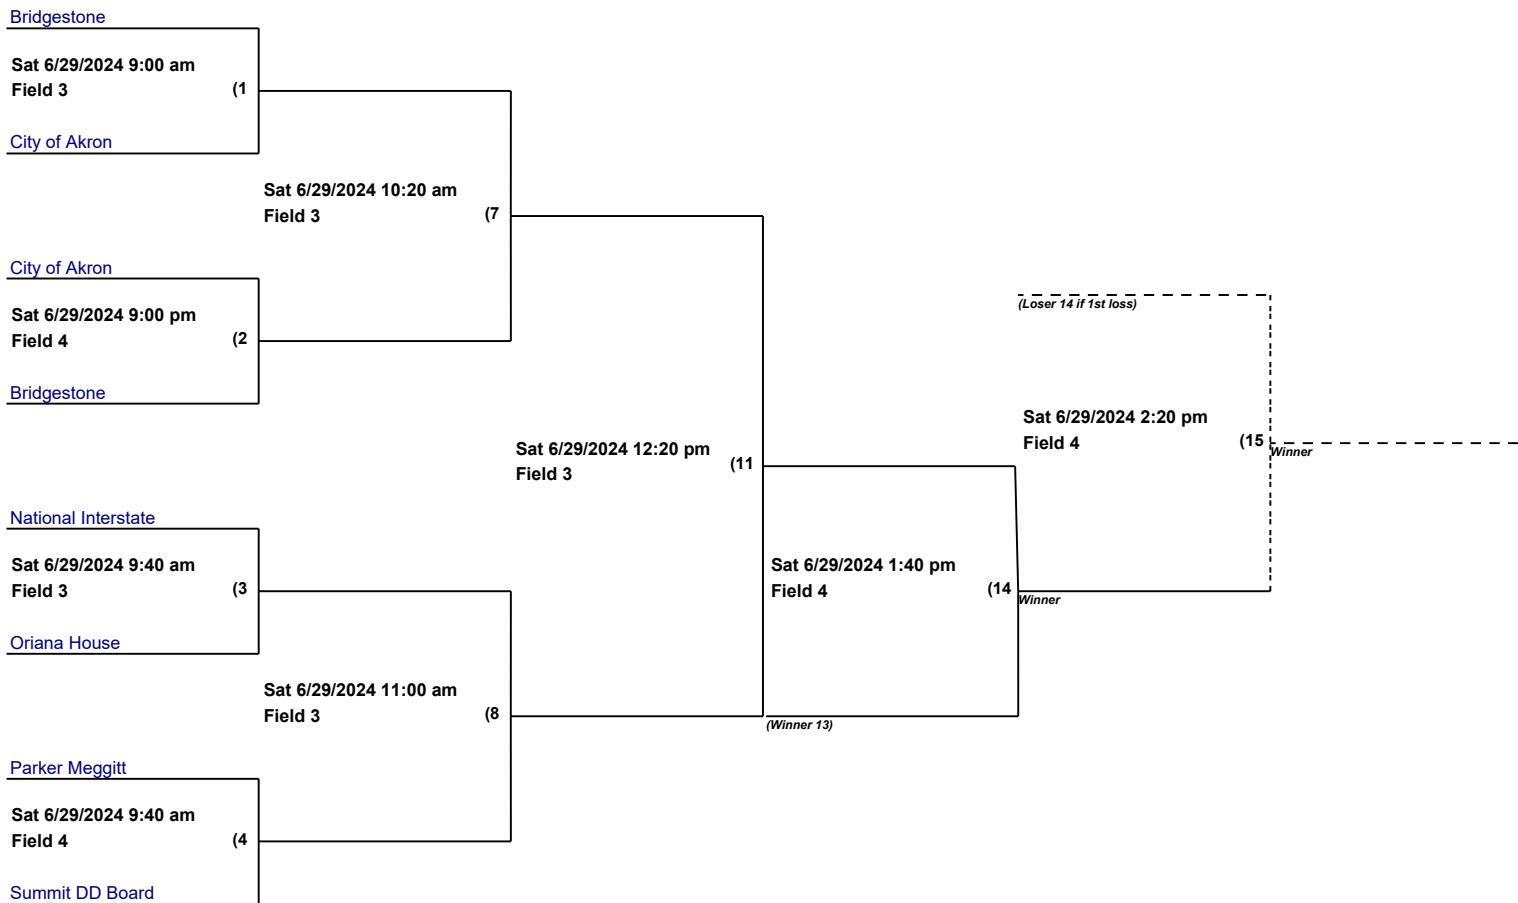 Bridgestone
Sat 6/29/2024 9:00 am
Field 3
(1
City of Akron
Sat 6/29/2024 10:20 am
Field 3
(7
City of Akron
Sat 6/29/2024 9:00 pm
Field 4
(2
Bridgestone
(Loser 14 if 1st loss)
Sat 6/29/2024 2:20 pm
Field 4
(15
Winner
Sat 6/29/2024 12:20 pm
Field 3
(11
National Interstate
Sat 6/29/2024 9:40 am
Field 3
(3
Oriana House
Sat 6/29/2024 1:40 pm
Field 4
(14
Winner
Sat 6/29/2024 11:00 am
Field 3
(8
(Winner 13)
Parker Meggitt
Sat 6/29/2024 9:40 am
Field 4
(4
Summit DD Board